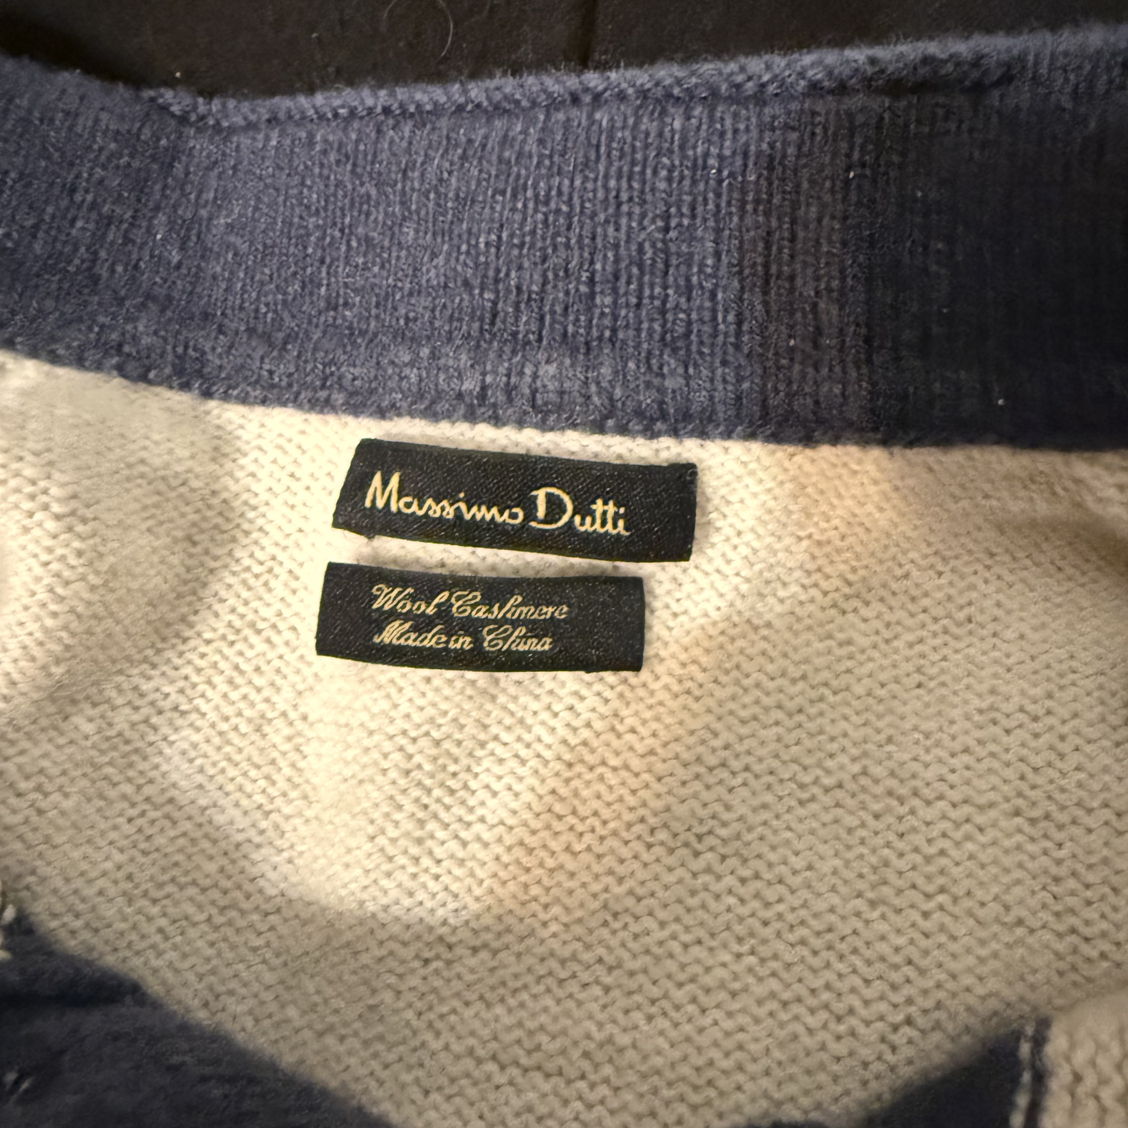 Massimo Dutti
Wool Cashmere
Made in China